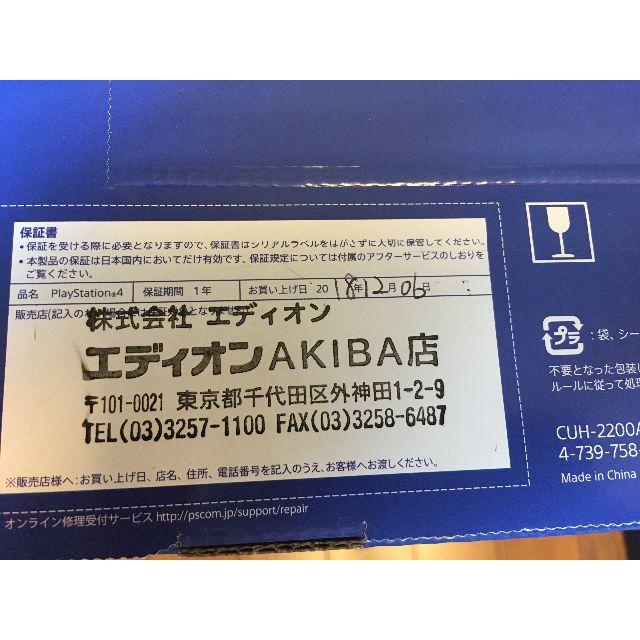 保証書
•保証を受ける際に必要となりますので、保証書はシリアルラベルをはがさずに大切に保管してください。
•本製品の保証は日本国内においてだけ有効です。保証規定については付属のアフターサービスのしおりを
ご覧ください。
品名 PlayStation®4 保証期間 1年 お買い上げ日 2018年12月06日
販売店(記入の
株式会社 エディオン
エディオンAKIBA店
〒101-0021 東京都千代田区外神田1-2-9
TEL(03)3257-1100 FAX(03)3258-6487
※販売店様へ:お買い上げ日、店名、住所、電話番号を記入のうえ、お客様へお渡しください。
オンライン修理受付サービス http://pscom.jp/support/repair
プラ
:袋、シー
不要となった包装
ルールに従って処理
CUH-2200A
4-739-758-
Made in China